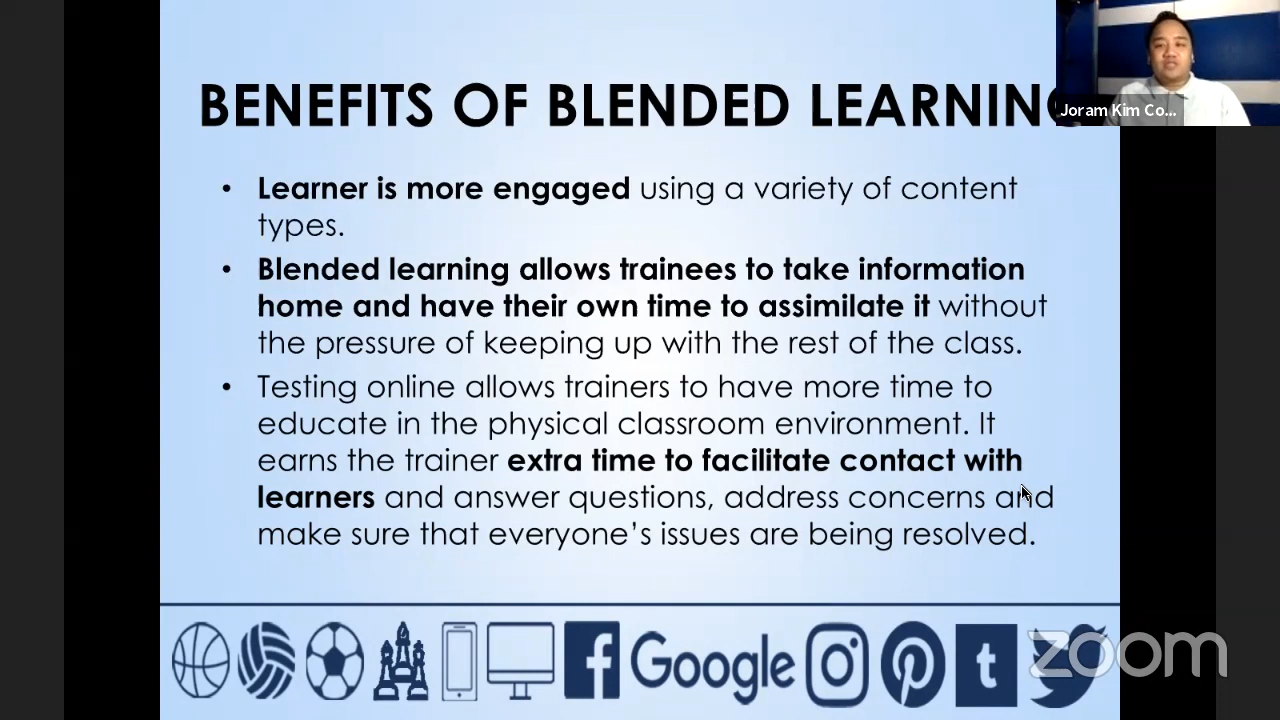 BENEFITS OF BLENDED LEARNING
Joram Kim Co...
• Learner is more engaged using a variety of content
types.
• Blended learning allows trainees to take information
home and have their own time to assimilate it without
the pressure of keeping up with the rest of the class.
• Testing online allows trainers to have more time to
educate in the physical classroom environment. It
earns the trainer extra time to facilitate contact with
learners and answer questions, address concerns and
make sure that everyone’s issues are being resolved.
f Google t zoom